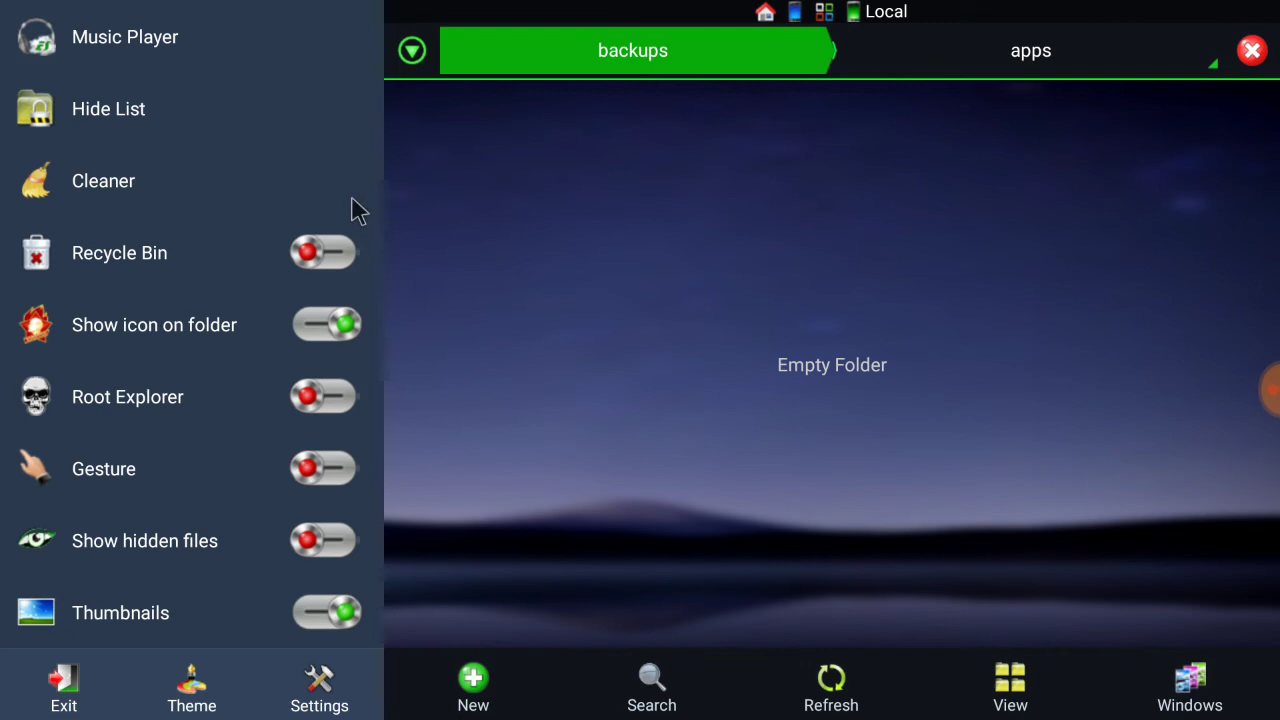 Music Player
Hide List
Cleaner
Recycle Bin
Show icon on folder
Root Explorer
Gesture
Show hidden files
Thumbnails
Exit
Theme
Settings
Local
backups
apps
Empty Folder
New
Search
Refresh
View
Windows